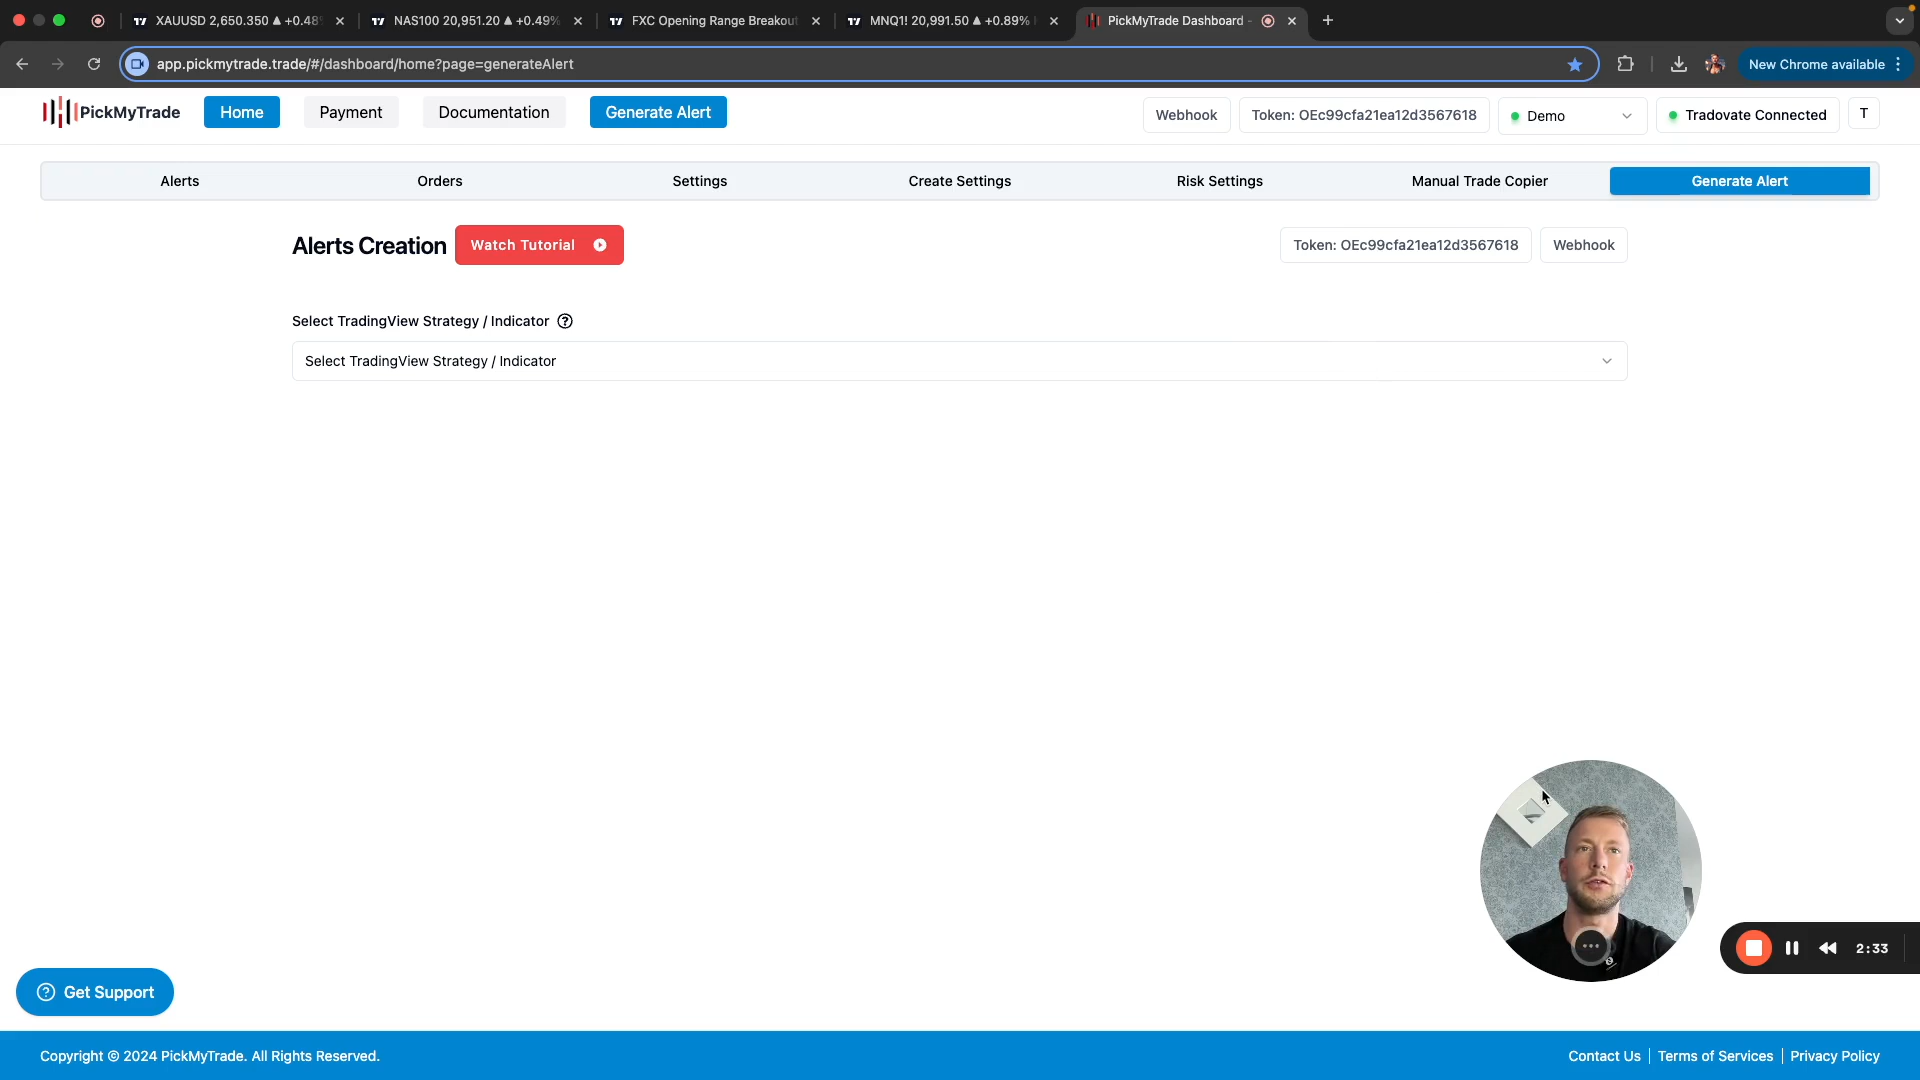 XAUUSD 2,650.350 ▲ +0.48
NAS100 20,951.20 ▲ +0.49%
FXC Opening Range Breakout
MNQ1! 20,991.50 ▲ +0.89%
PickMyTrade Dashboard -
app.pickmytrade.trade/#/dashboard/home?page=generateAlert
New Chrome available
PickMyTrade
Home
Payment
Documentation
Generate Alert
Webhook
Token: OEc99cfa21ea12d3567618
Demo
Tradovate Connected
T
Alerts
Orders
Settings
Create Settings
Risk Settings
Manual Trade Copier
Generate Alert
Alerts Creation
Watch Tutorial
Token: OEc99cfa21ea12d3567618
Webhook
Select TradingView Strategy / Indicator
Select TradingView Strategy / Indicator
2:33
Get Support
Copyright © 2024 PickMyTrade. All Rights Reserved.
Contact Us
Terms of Services
Privacy Policy